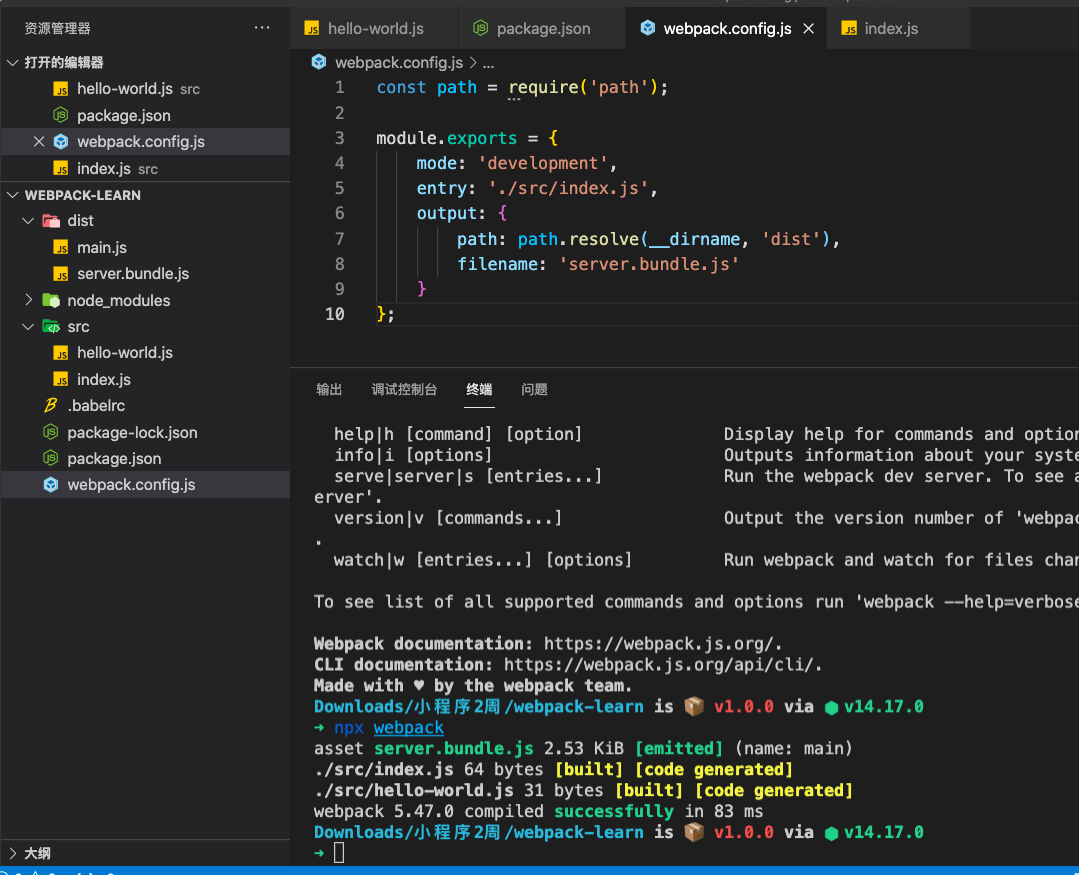 资源管理器 ...
打开的编辑器
hello-world.js src
package.json
webpack.config.js
index.js src
WEBPACK-LEARN
dist
main.js
server.bundle.js
node_modules
src
hello-world.js
index.js
.babelrc
package-lock.json
package.json
webpack.config.js
大纲
hello-world.js package.json webpack.config.js index.js
webpack.config.js > ...
1 const path = require('path');
2
3 module.exports = {
4 mode: 'development',
5 entry: './src/index.js',
6 output: {
7 path: path.resolve(__dirname, 'dist'),
8 filename: 'server.bundle.js'
9 }
10 };
输出 调试控制台 终端 问题
help|h [command] [option] Display help for commands and option
info|i [options] Outputs information about your syste
serve|server|s [entries...] Run the webpack dev server. To see a
erver'.
version|v [commands...] Output the version number of 'webpac
.
watch|w [entries...] [options] Run webpack and watch for files chan
To see list of all supported commands and options run 'webpack --help=verbose
Webpack documentation: https://webpack.js.org/.
CLI documentation: https://webpack.js.org/api/cli/.
Made with ♥ by the webpack team.
Downloads/小程序2周/webpack-learn is 📦 v1.0.0 via ⬢ v14.17.0
➜ npx webpack
asset server.bundle.js 2.53 KiB [emitted] (name: main)
./src/index.js 64 bytes [built] [code generated]
./src/hello-world.js 31 bytes [built] [code generated]
webpack 5.47.0 compiled successfully in 83 ms
Downloads/小程序2周/webpack-learn is 📦 v1.0.0 via ⬢ v14.17.0
➜